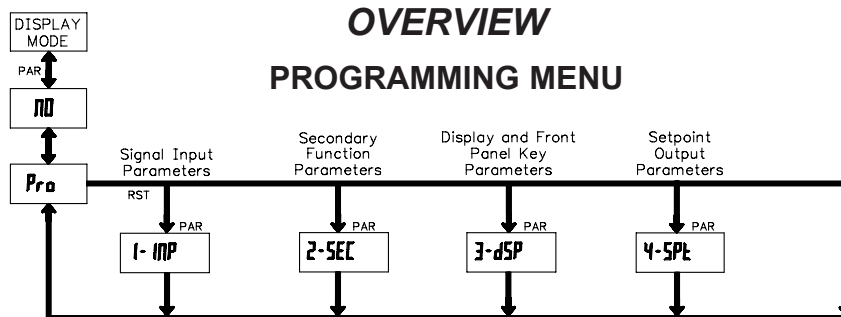 OVERVIEW
PROGRAMMING MENU
DISPLAY
MODE
PAR
NO
Pro
RST
Signal Input
Parameters
Secondary
Function
Parameters
Display and Front
Panel Key
Parameters
Setpoint
Output
Parameters
PAR
PAR
PAR
PAR
1-INP
2-SEC
3-dSP
4-SPt